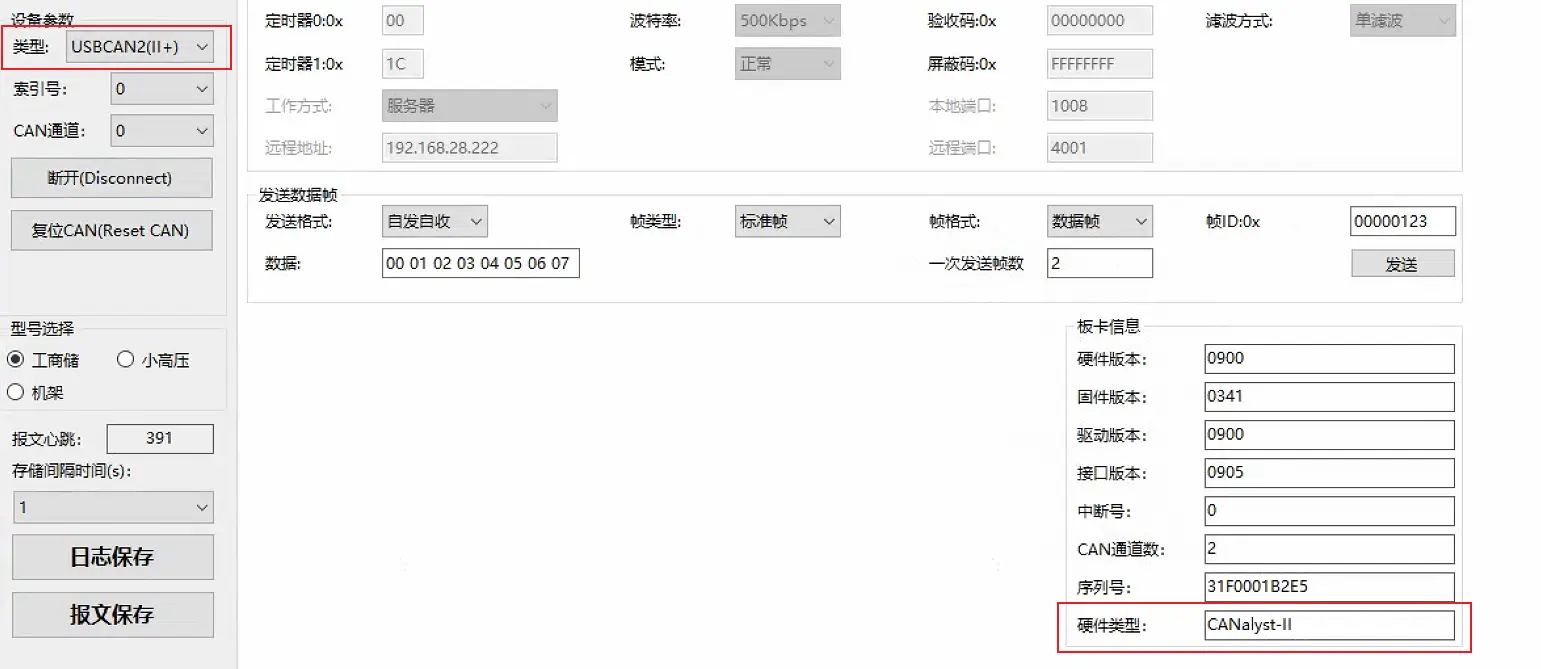 设备参数
类型: USBCAN2(II+)
索引号: 0
CAN通道: 0
断开(Disconnect)
复位CAN(Reset CAN)
型号选择
工商储 小高压
机架
报文心跳: 391
存储间隔时间(s):
1
日志保存
报文保存
定时器0:0x 00 波特率: 500Kbps 验收码:0x 00000000 滤波方式: 单滤波
定时器1:0x 1C 模式: 正常 屏蔽码:0x FFFFFFFF
工作方式: 服务器 本地端口: 1008
远程地址: 192.168.28.222 远程端口: 4001
发送数据帧
发送格式: 自发自收 帧类型: 标准帧 帧格式: 数据帧 帧ID:0x 00000123
数据: 00 01 02 03 04 05 06 07 一次发送帧数 2 发送
板卡信息
硬件版本: 0900
固件版本: 0341
驱动版本: 0900
接口版本: 0905
中断号: 0
CAN通道数: 2
序列号: 31F0001B2E5
硬件类型: CANalyst-II